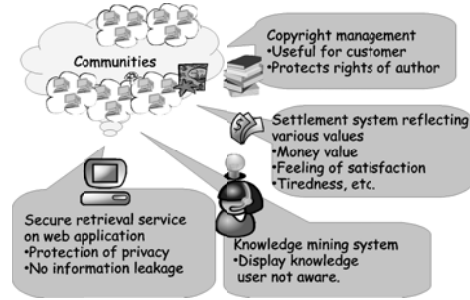 Communities
Copyright management
•Useful for customer
•Protects rights of author
Settlement system reflecting
various values
•Money value
•Feeling of satisfaction
•Tiredness, etc.
Secure retrieval service
on web application
•Protection of privacy
•No information leakage
Knowledge mining system
•Display knowledge
user not aware.